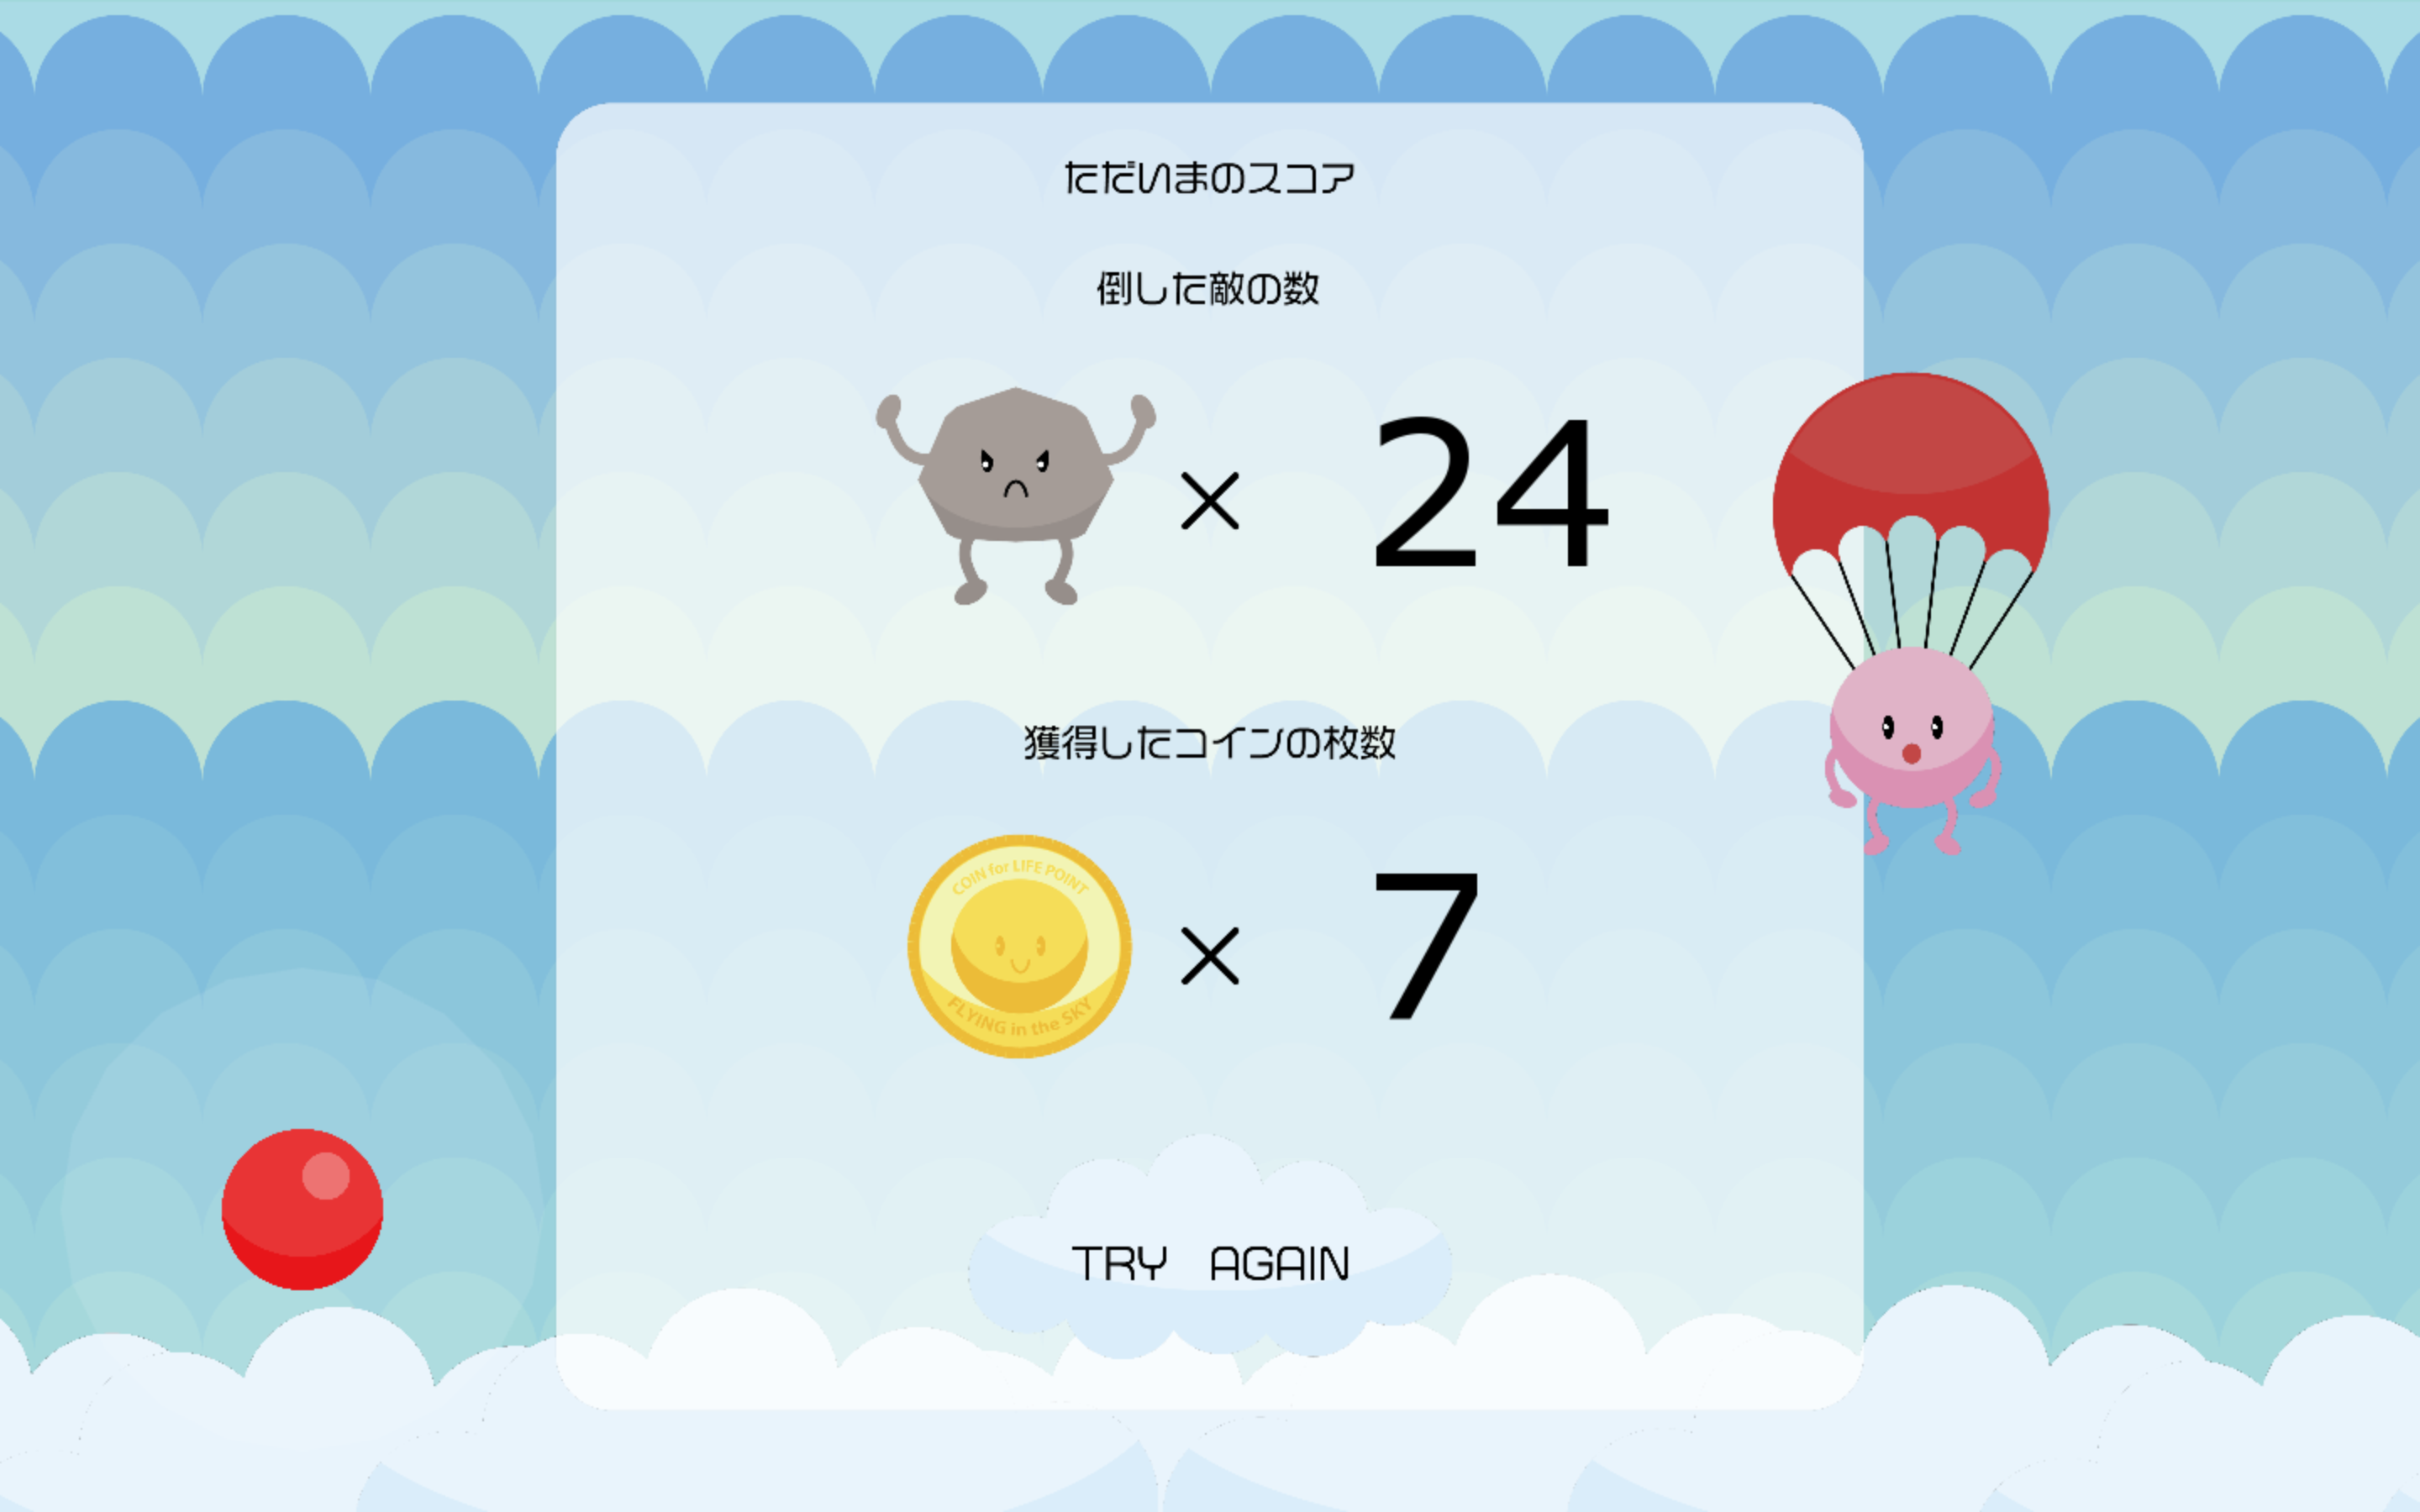 ただいまのスコア
倒した敵の数
× 24
獲得したコインの枚数
COIN for LIFE POINT
FLYING in the SKY
× 7
TRY AGAIN